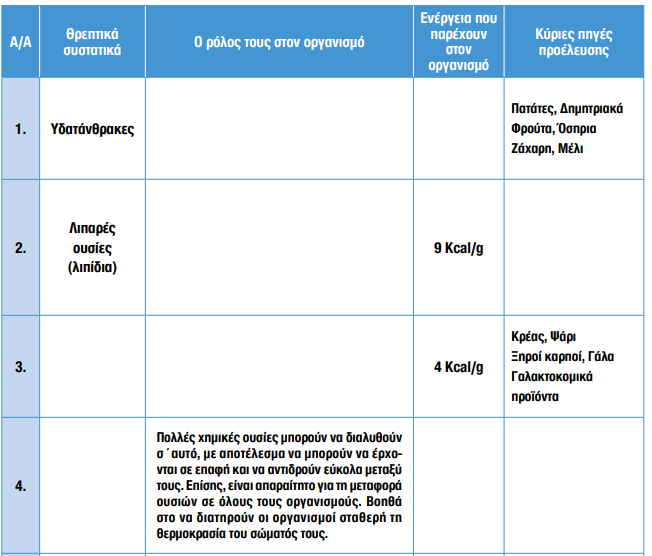 Α/Α
Θρεπτικά
συστατικά
Ο ρόλος τους στον οργανισμό
Ενέργεια που
παρέχουν
στον
οργανισμό
Κύριες πηγές
προέλευσης
1.
Υδατάνθρακες
Πατάτες, Δημητριακά
Φρούτα, Όσπρια
Ζάχαρη, Μέλι
2.
Λιπαρές
ουσίες
(λιπίδια)
9 Kcal/g
3.
4 Kcal/g
Κρέας, Ψάρι
Ξηροί καρποί, Γάλα
Γαλακτοκομικά
προϊόντα
4.
Πολλές χημικές ουσίες μπορούν να διαλυθούν
σ΄αυτό, με αποτέλεσμα να μπορούν να έρχο-
νται σε επαφή και να αντιδρούν εύκολα μεταξύ
τους. Επίσης, είναι απαραίτητο για τη μεταφορά
ουσιών σε όλους τους οργανισμούς. Βοηθά
στο να διατηρούν οι οργανισμοί σταθερή τη
θερμοκρασία του σώματός τους.